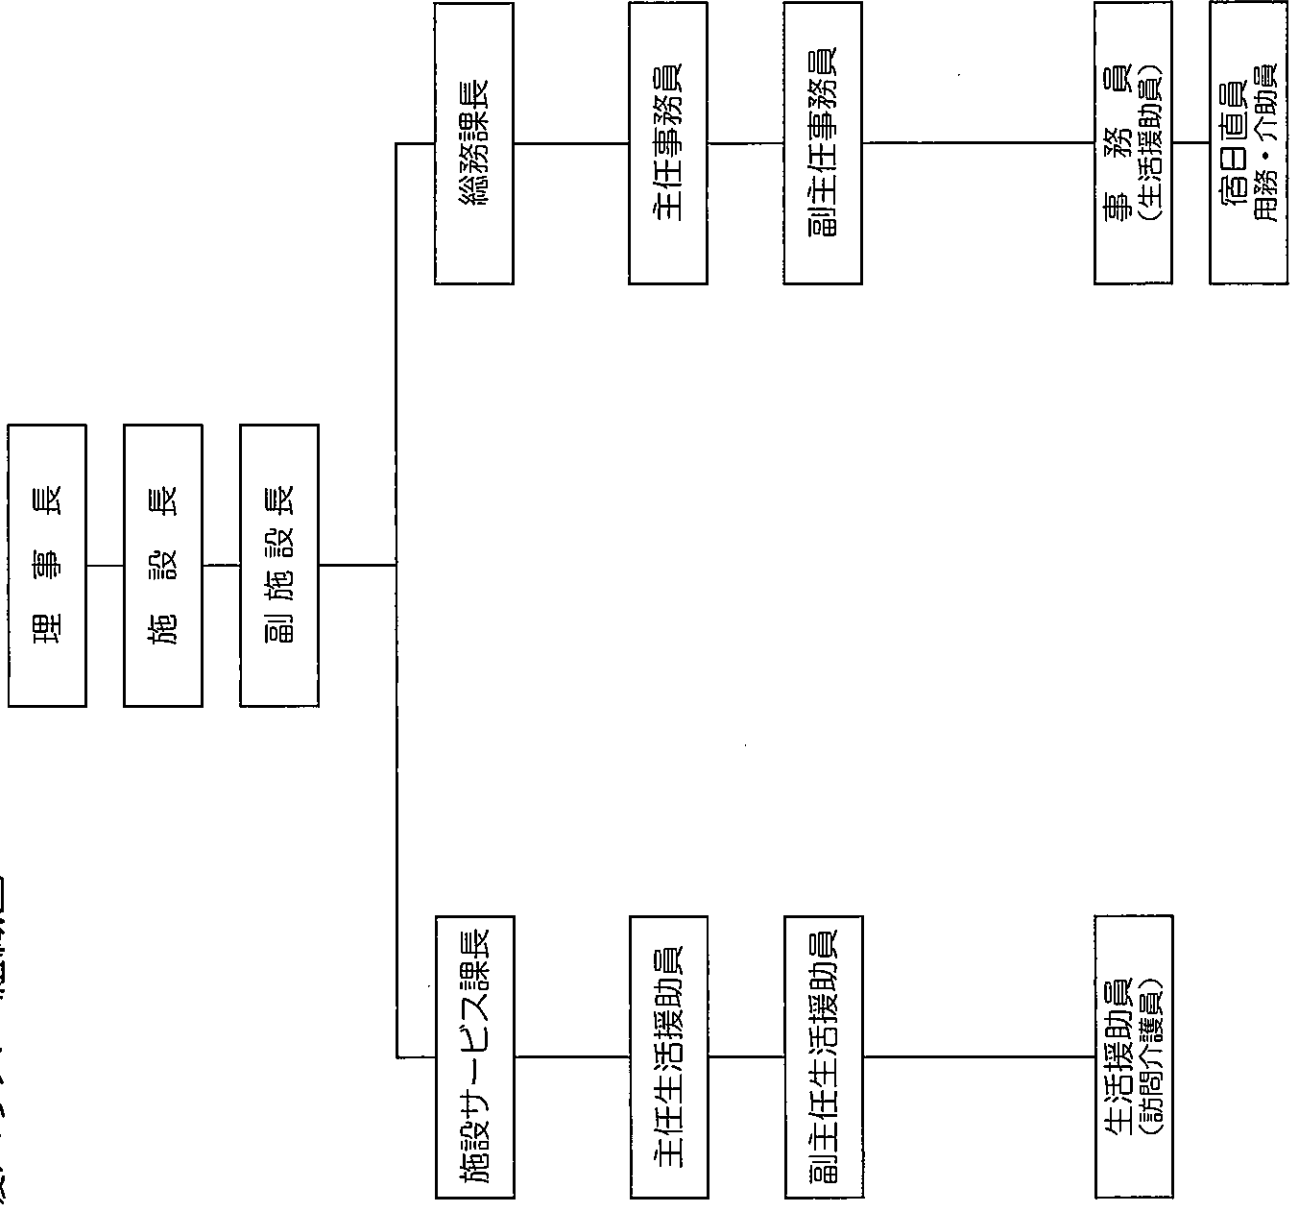 理事長
施設長
副施設長
施設サービス課長
主任生活援助員
副主任生活援助員
生活援助員
(訪問介護員)
総務課長
主任事務員
副主任事務員
事務員
(生活援助員)
宿日直員
用務・介助員